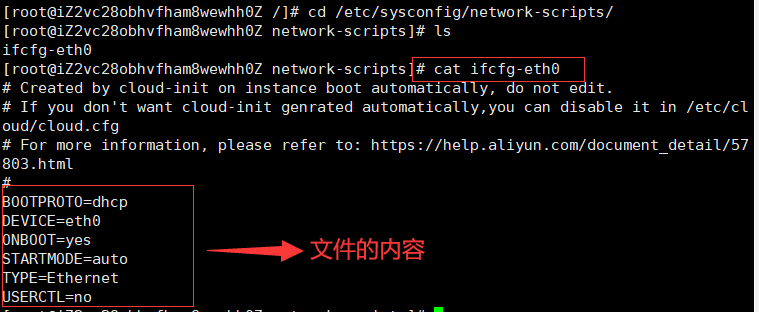 [root@iZ2vc28obhvfham8wewhh0Z /]# cd /etc/sysconfig/network-scripts/
[root@iZ2vc28obhvfham8wewhh0Z network-scripts]# ls
ifcfg-eth0
[root@iZ2vc28obhvfham8wewhh0Z network-scripts]# cat ifcfg-eth0
# Created by cloud-init on instance boot automatically, do not edit.
# If you don't want cloud-init genrated automatically,you can disable it in /etc/cl
oud/cloud.cfg
# For more information, please refer to: https://help.aliyun.com/document_detail/57
803.html
#
BOOTPROTO=dhcp
DEVICE=eth0
ONBOOT=yes
文件的内容
STARTMODE=auto
TYPE=Ethernet
USERCTL=no